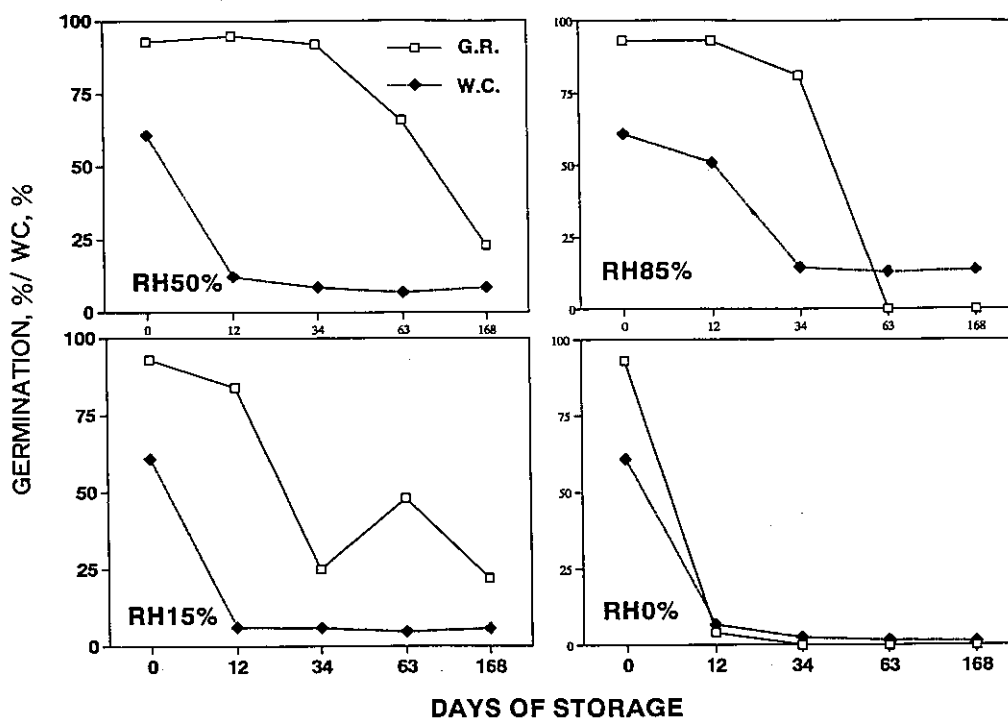 GERMINATION, %/ WC, %
100
75
50
25
0
G.R.
W.C.
RH50%
0 12 34 63 168
100
75
50
25
0
RH85%
0 12 34 63 168
100
75
50
25
0
RH15%
0 12 34 63 168
100
75
50
25
0
RH0%
0 12 34 63 168
DAYS OF STORAGE